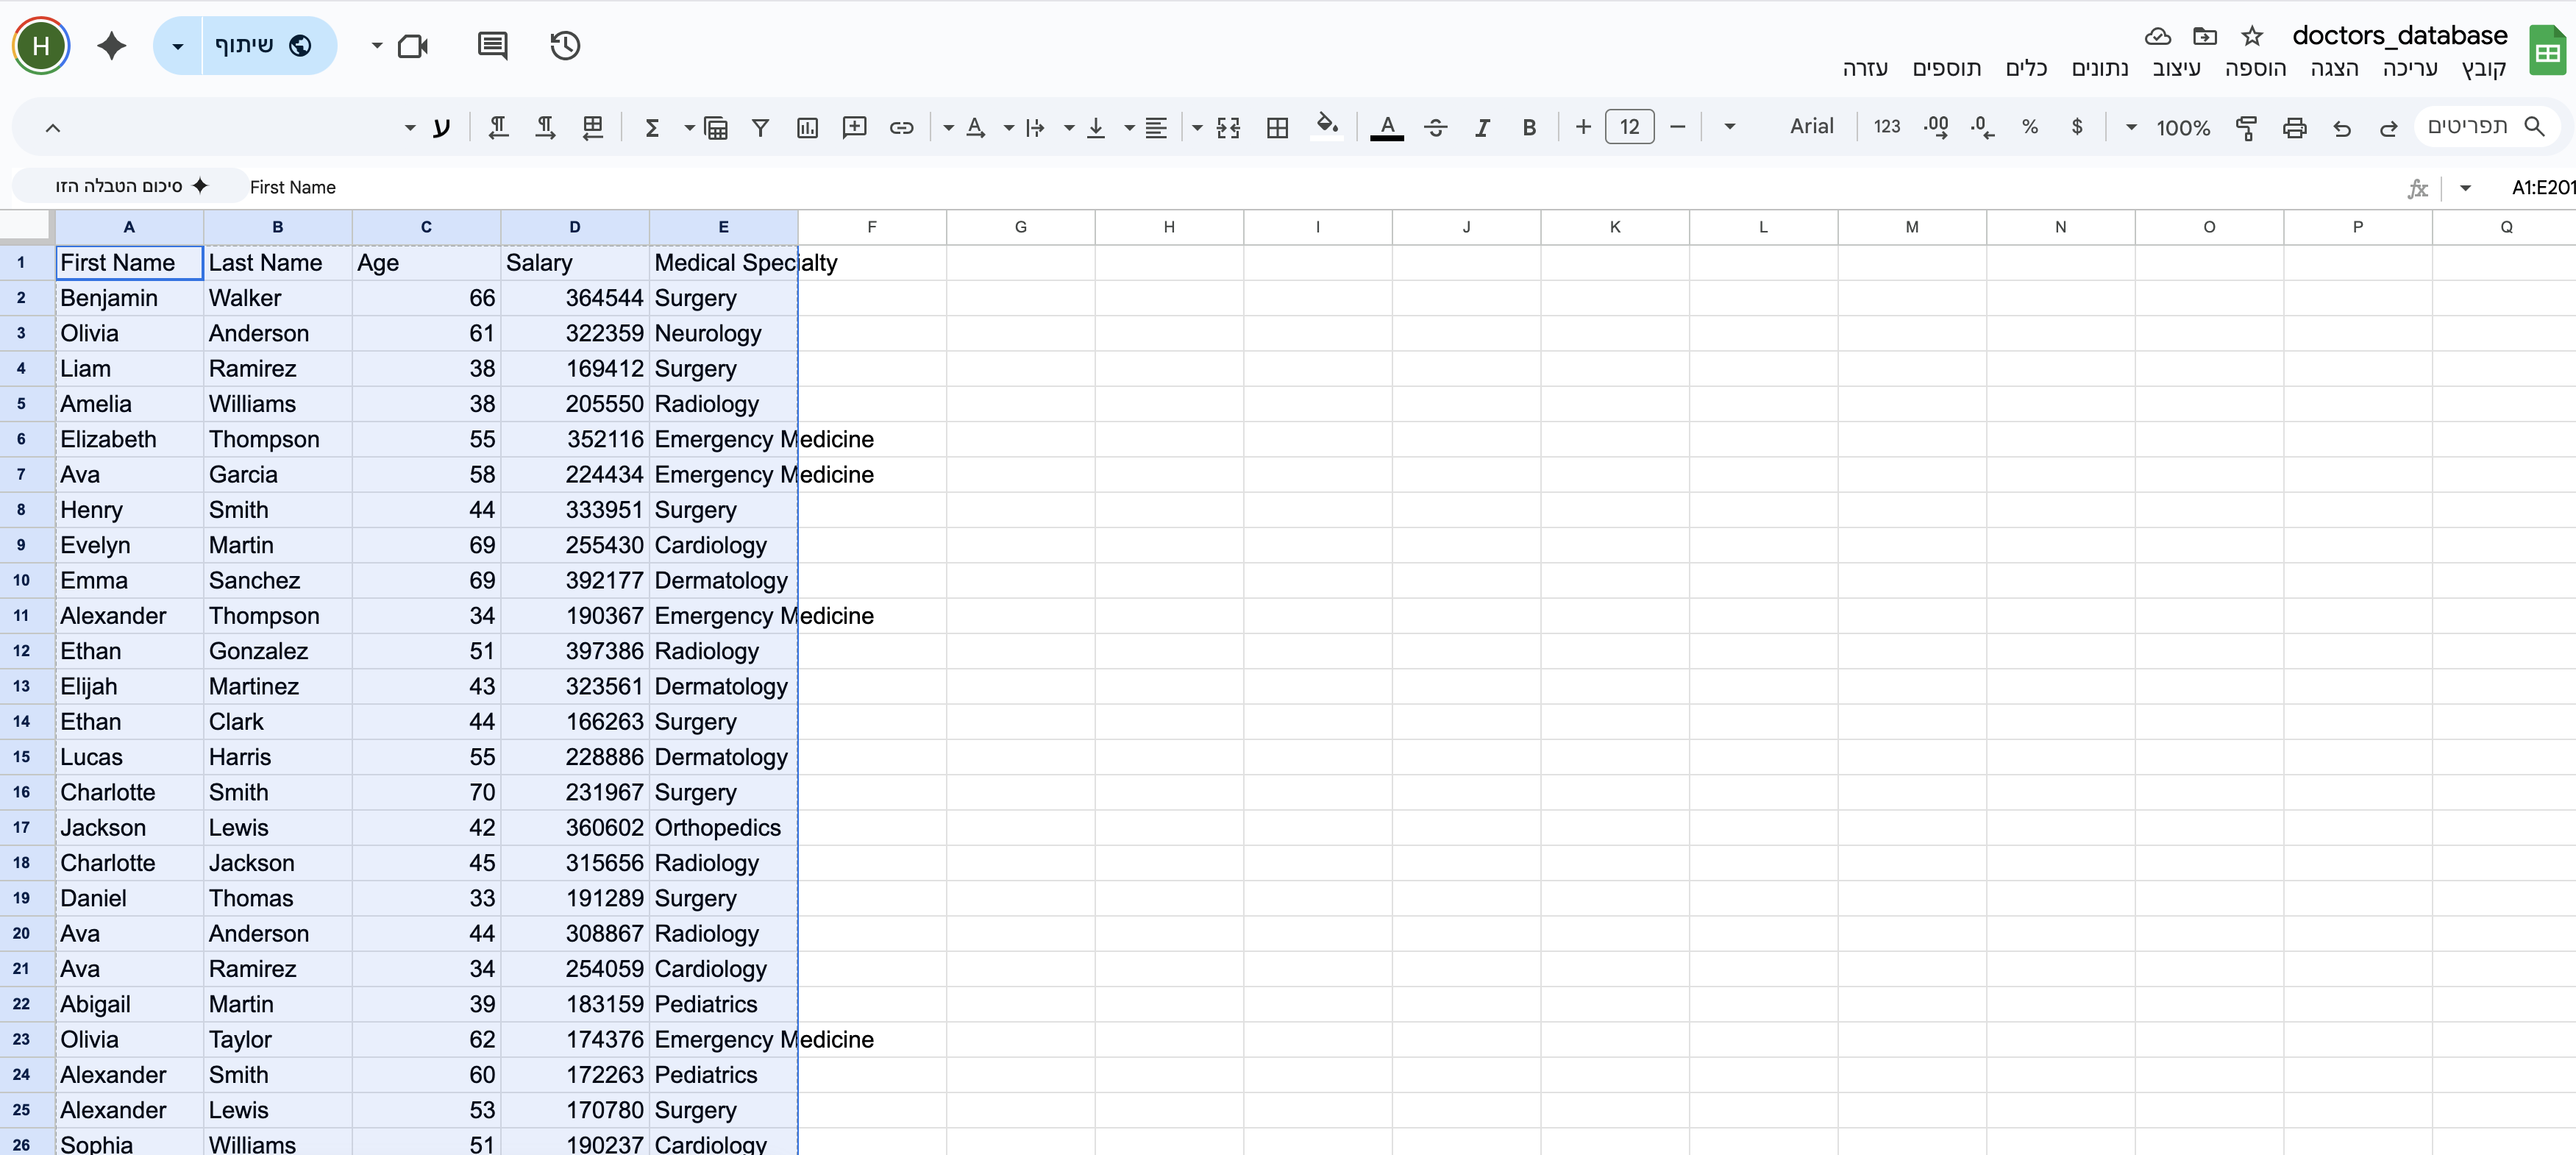 doctors_database
שיתוף
H
קובץ עריכה הצגה הוספה עיצוב נתונים כלים תוספים עזרה
תפריטים 100% $ % .0 .00 123 Arial 12 B I A A Σ ע
A1:E201 fx First Name סיכום הטבלה הזו
A B C D E F G H I J K L M N O P Q
1 First Name Last Name Age Salary Medical Specialty
2 Benjamin Walker 66 364544 Surgery
3 Olivia Anderson 61 322359 Neurology
4 Liam Ramirez 38 169412 Surgery
5 Amelia Williams 38 205550 Radiology
6 Elizabeth Thompson 55 352116 Emergency Medicine
7 Ava Garcia 58 224434 Emergency Medicine
8 Henry Smith 44 333951 Surgery
9 Evelyn Martin 69 255430 Cardiology
10 Emma Sanchez 69 392177 Dermatology
11 Alexander Thompson 34 190367 Emergency Medicine
12 Ethan Gonzalez 51 397386 Radiology
13 Elijah Martinez 43 323561 Dermatology
14 Ethan Clark 44 166263 Surgery
15 Lucas Harris 55 228886 Dermatology
16 Charlotte Smith 70 231967 Surgery
17 Jackson Lewis 42 360602 Orthopedics
18 Charlotte Jackson 45 315656 Radiology
19 Daniel Thomas 33 191289 Surgery
20 Ava Anderson 44 308867 Radiology
21 Ava Ramirez 34 254059 Cardiology
22 Abigail Martin 39 183159 Pediatrics
23 Olivia Taylor 62 174376 Emergency Medicine
24 Alexander Smith 60 172263 Pediatrics
25 Alexander Lewis 53 170780 Surgery
26 Sophia Williams 51 190237 Cardiology